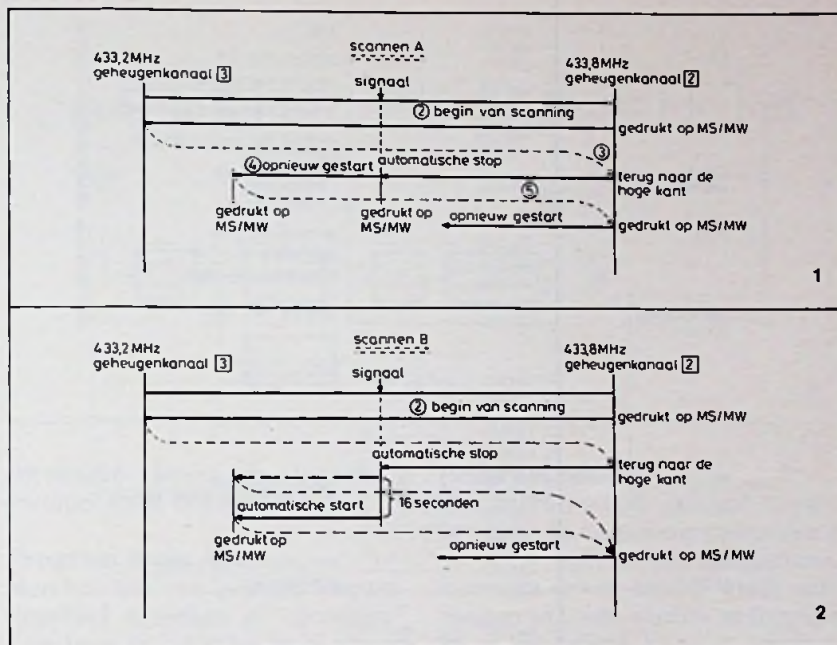 scannen A
433,2MHz
geheugenkanaal 3
433,8MHz
geheugenkanaal 2
signaal
② begin van scanning
gedrukt op MS/MW
③
automatische stop
④ opnieuw gestart
terug naar de
hoge kant
⑤
gedrukt op
MS/MW
gedrukt op
MS/MW
opnieuw gestart
gedrukt op MS/MW
1
scannen B
433,2MHz
geheugenkanaal 3
433,8MHz
geheugenkanaal 2
signaal
② begin van scanning
gedrukt op MS/MW
automatische stop
terug naar de
hoge kant
automatische start
16 seconden
gedrukt op
MS/MW
opnieuw gestart
gedrukt op MS/MW
2